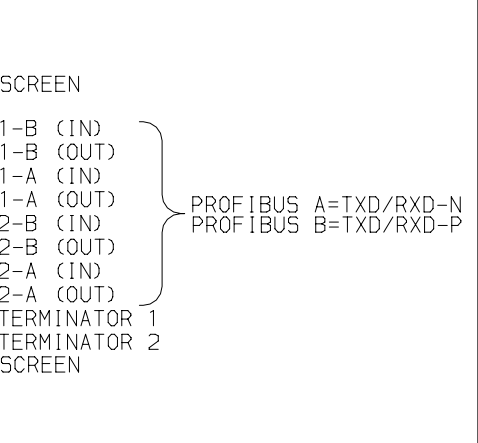 SCREEN
1-B (IN)
1-B (OUT)
1-A (IN)
1-A (OUT)
PROFIBUS A=TXD/RXD-N
PROFIBUS B=TXD/RXD-P
2-B (IN)
2-B (OUT)
2-A (IN)
2-A (OUT)
TERMINATOR 1
TERMINATOR 2
SCREEN